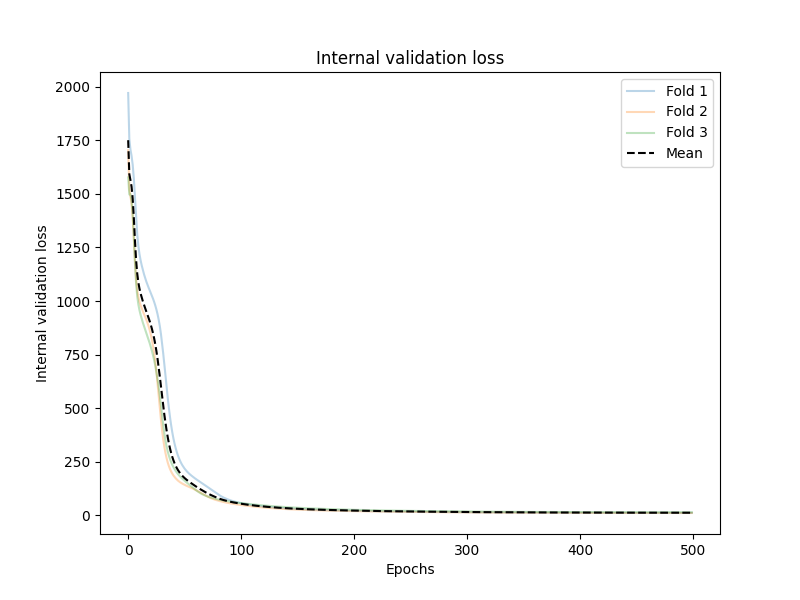 Internal validation loss
2000
1750
1500
1250
1000
750
500
250
0
Internal validation loss
Fold 1
Fold 2
Fold 3
Mean
0 100 200 300 400 500
Epochs